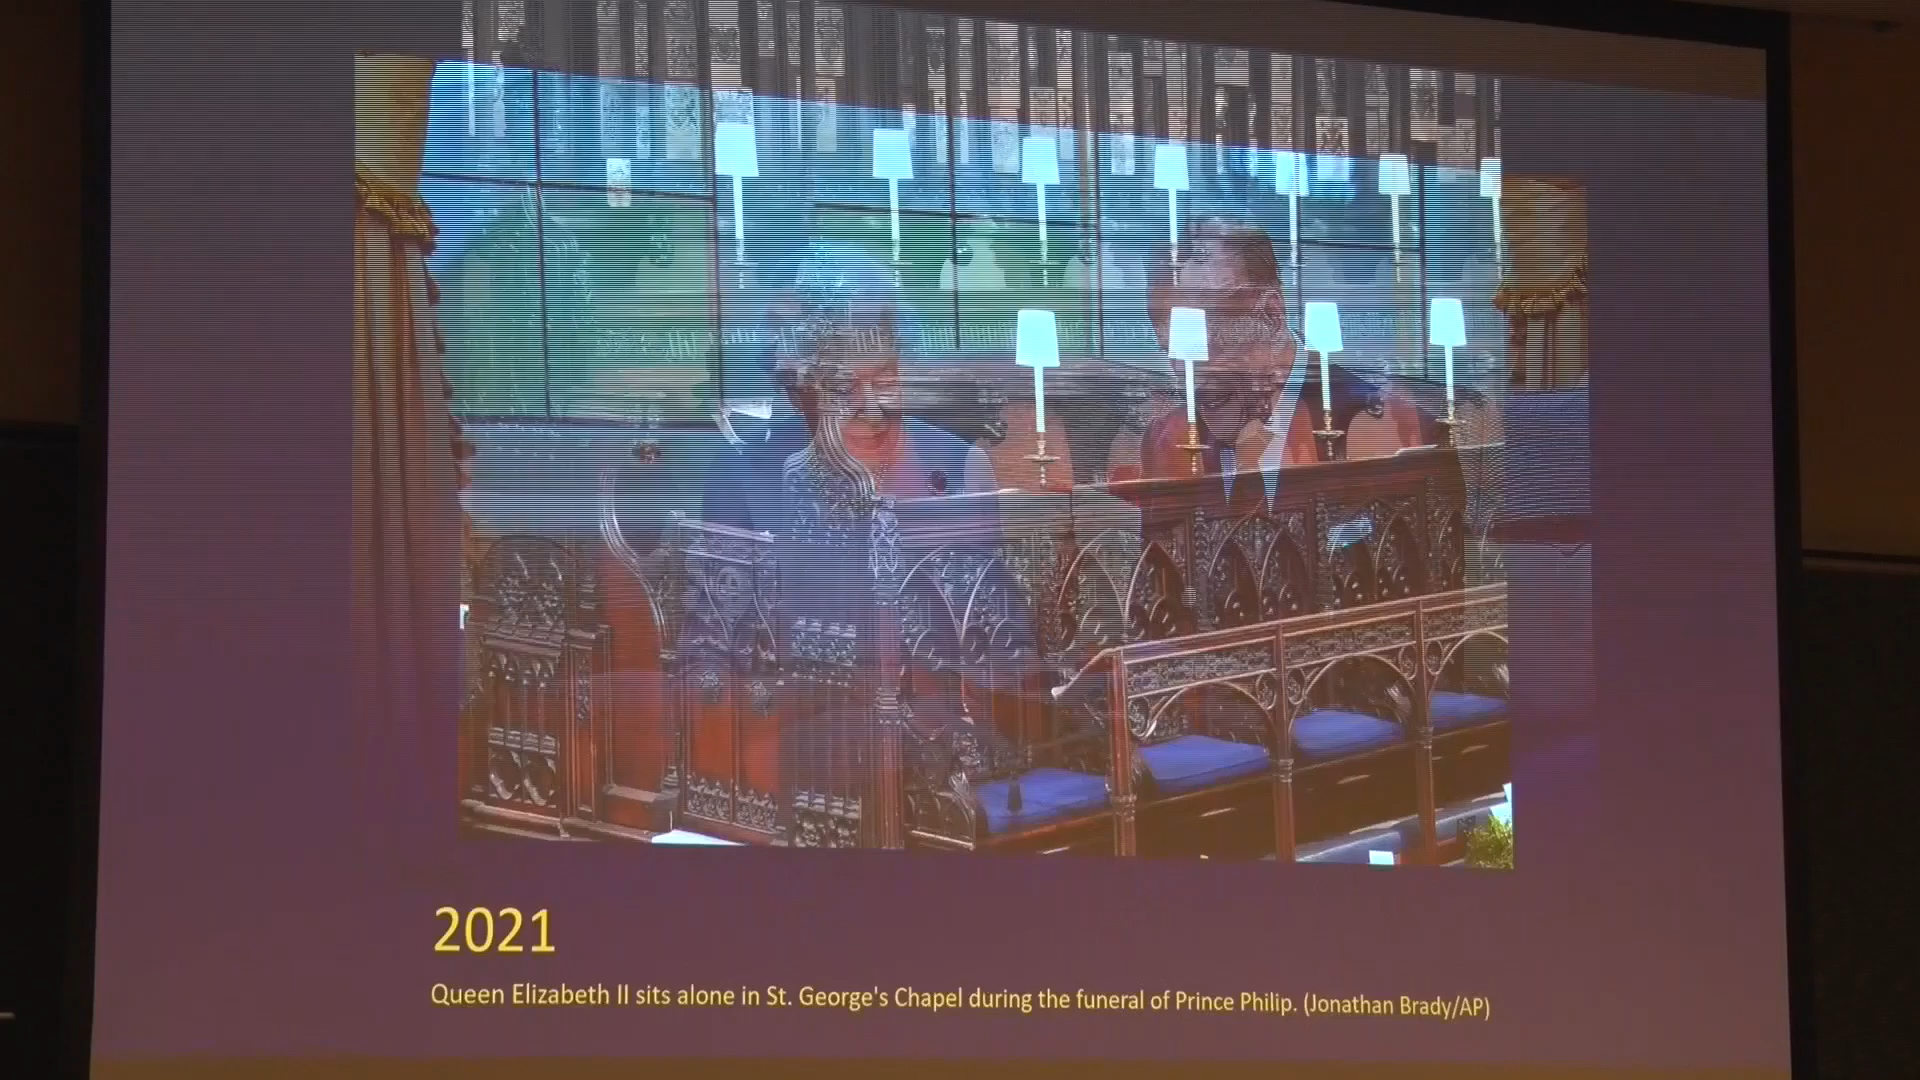 2021
Queen Elizabeth II sits alone in St. George's Chapel during the funeral of Prince Philip. (Jonathan Brady/AP)